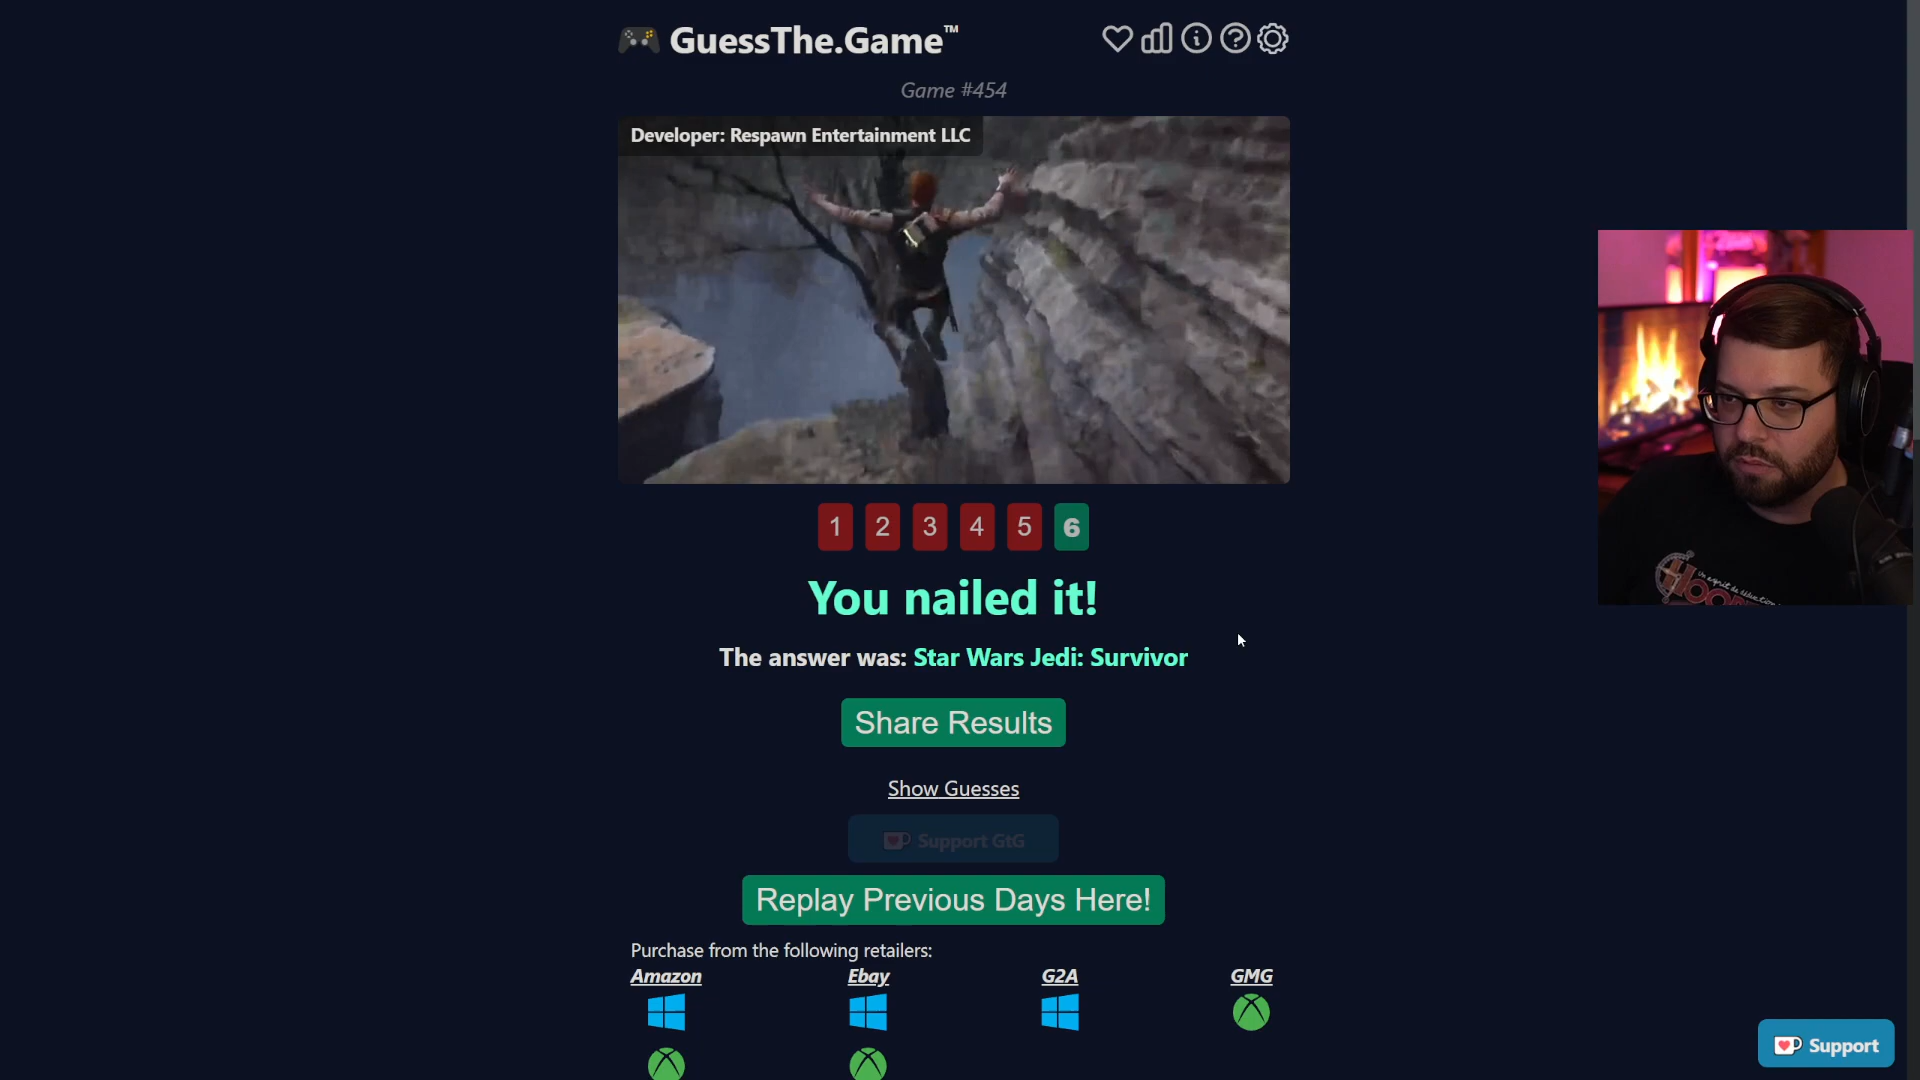 GuessThe.Game™
Game #454
Developer: Respawn Entertainment LLC
1 2 3 4 5 6
You nailed it!
The answer was: Star Wars Jedi: Survivor
Share Results
Show Guesses
Support GtG
Replay Previous Days Here!
Purchase from the following retailers:
Amazon Ebay G2A GMG
Support